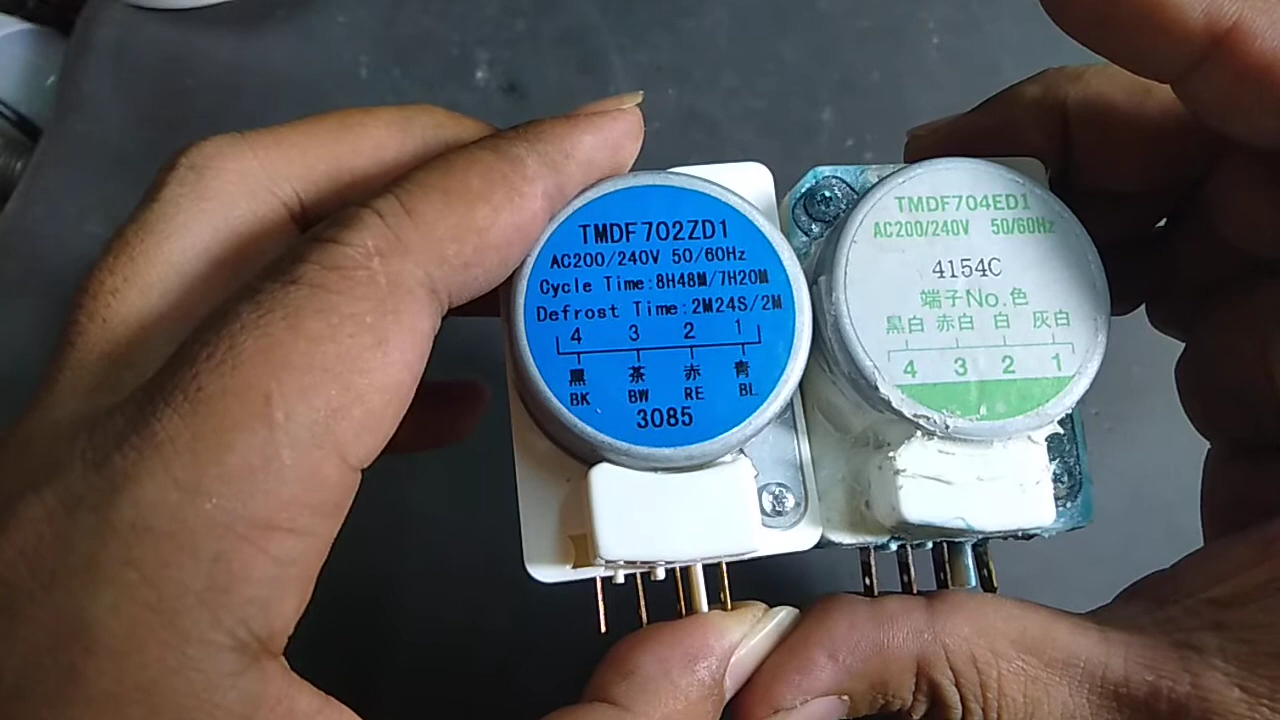 TMDF702ZD1
AC200/240V 50/60Hz
Cycle Time:8H48M/7H20M
Defrost Time:2M24S/2M
4 3 2 1
黒 茶 赤 青
BK BW RE BL
3085
TMDF704ED1
AC200/240V 50/60Hz
4154C
端子No.色
黒白 赤白 白 灰白
4 3 2 1